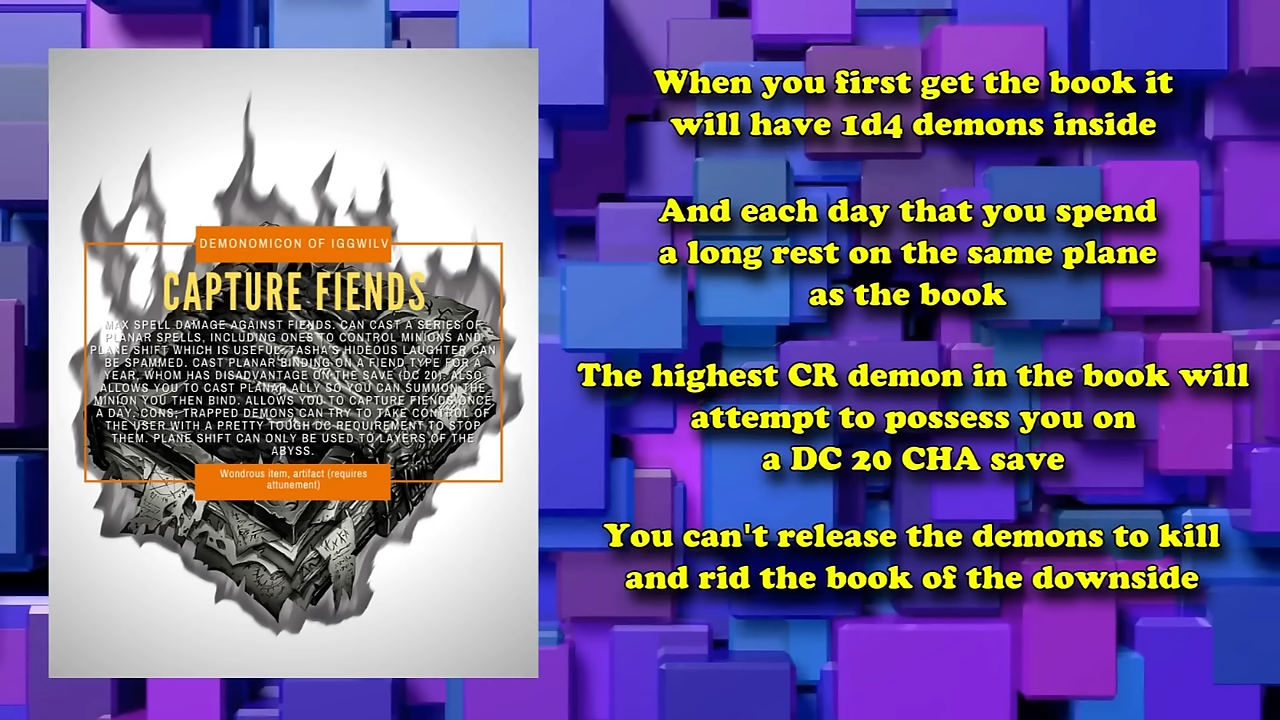 DEMONOMICON OF IGGWILV
CAPTURE FIENDS
MAX SPELL DAMAGE AGAINST FIENDS. CAN CAST A SERIES OF
PLANAR SPELLS, INCLUDING ONES TO CONTROL MINIONS AND
PLANE SHIFT WHICH IS USEFUL. TASHA'S HIDEOUS LAUGHTER CAN
BE SPAMMED. CAST PLANAR BINDING ON A FIEND TYPE FOR A
YEAR, WHOM HAS DISADVANTAGE ON THE SAVE (DC 20). ALSO
ALLOWS YOU TO CAST PLANAR ALLY SO YOU CAN SUMMON THE
MINION YOU THEN BIND. ALLOWS YOU TO CAPTURE FIENDS ONCE
A DAY. CONS; TRAPPED DEMONS CAN TRY TO TAKE CONTROL OF
THE USER WITH A PRETTY TOUGH DC REQUIREMENT TO STOP
THEM. PLANE SHIFT CAN ONLY BE USED TO LAYERS OF THE
ABYSS.
Wondrous item, artifact (requires
attunement)
When you first get the book it
will have 1d4 demons inside
And each day that you spend
a long rest on the same plane
as the book
The highest CR demon in the book will
attempt to possess you on
a DC 20 CHA save
You can't release the demons to kill
and rid the book of the downside